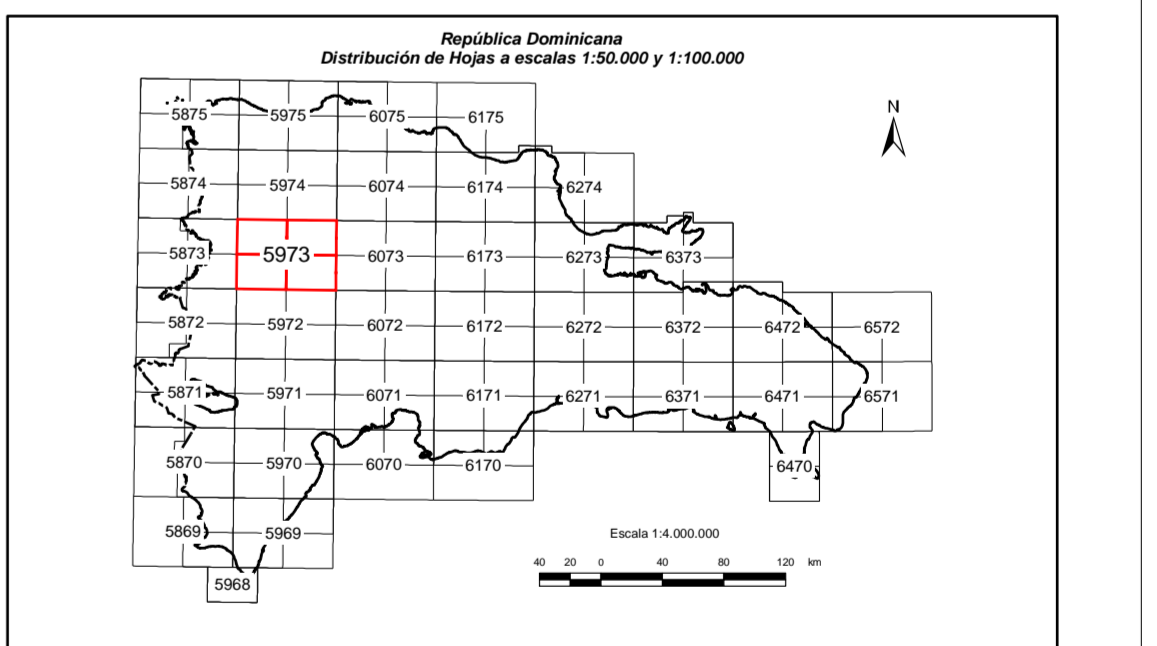 República Dominicana
Distribución de Hojas a escalas 1:50.000 y 1:100.000
N
5875 5975 6075 6175
5874 5974 6074 6174 6274
5873 5973 6073 6173 6273 6373
5872 5972 6072 6172 6272 6372 6472 6572
5871 5971 6071 6171 6271 6371 6471 6571
5870 5970 6070 6170 6470
5869 5969
Escala 1:4.000.000
40 20 0 40 80 120 km
5968